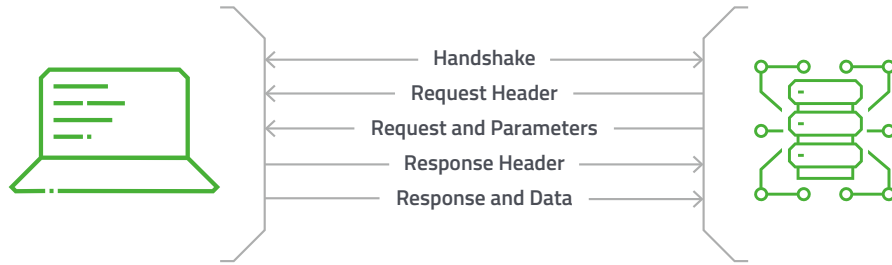 Handshake
Request Header
Request and Parameters
Response Header
Response and Data